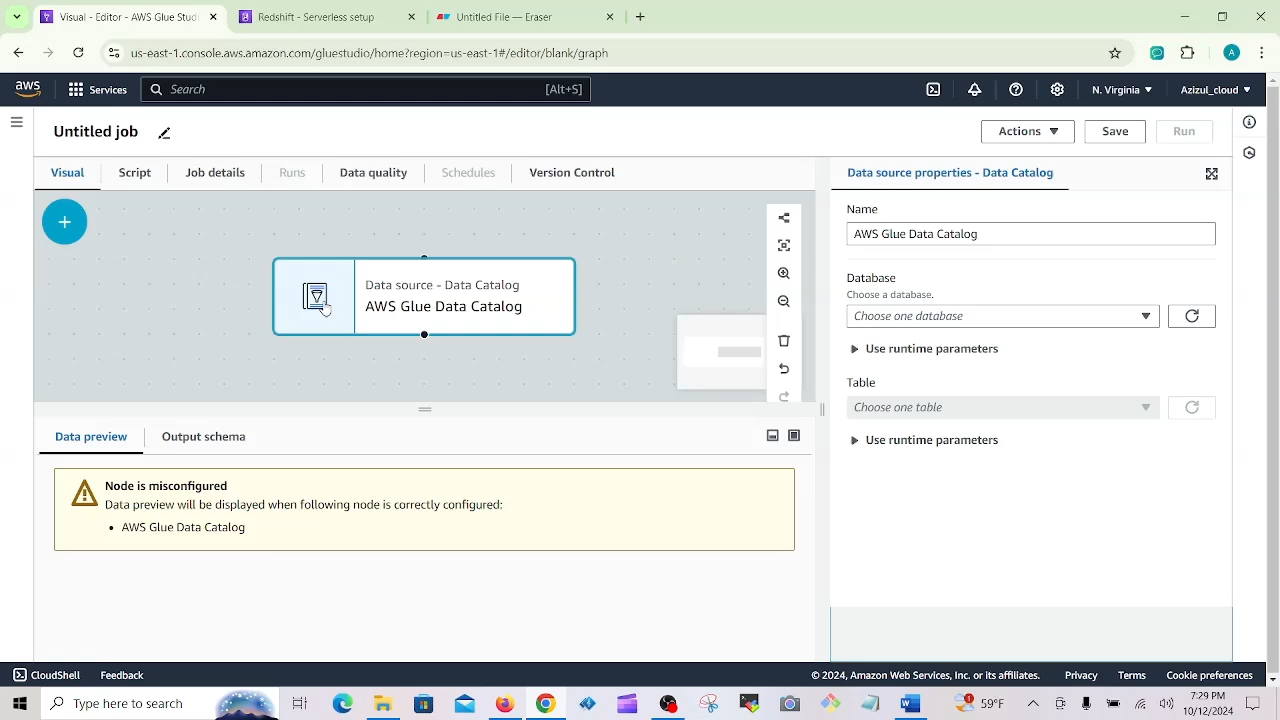 Visual - Editor - AWS Glue Stud
Redshift - Serverless setup
Untitled File — Eraser
us-east-1.console.aws.amazon.com/gluestudio/home?region=us-east-1#/editor/blank/graph
A
aws
Services
Search
[Alt+S]
N. Virginia
Azizul_cloud
Untitled job
Actions
Save
Run
Visual
Script
Job details
Runs
Data quality
Schedules
Version Control
Data source properties - Data Catalog
Name
AWS Glue Data Catalog
Data source - Data Catalog
AWS Glue Data Catalog
Database
Choose a database.
Choose one database
Use runtime parameters
Table
Choose one table
Use runtime parameters
Data preview
Output schema
Node is misconfigured
Data preview will be displayed when following node is correctly configured:
• AWS Glue Data Catalog
CloudShell
Feedback
© 2024, Amazon Web Services, Inc. or its affiliates.
Privacy
Terms
Cookie preferences
Type here to search
59°F
7:29 PM
10/12/2024